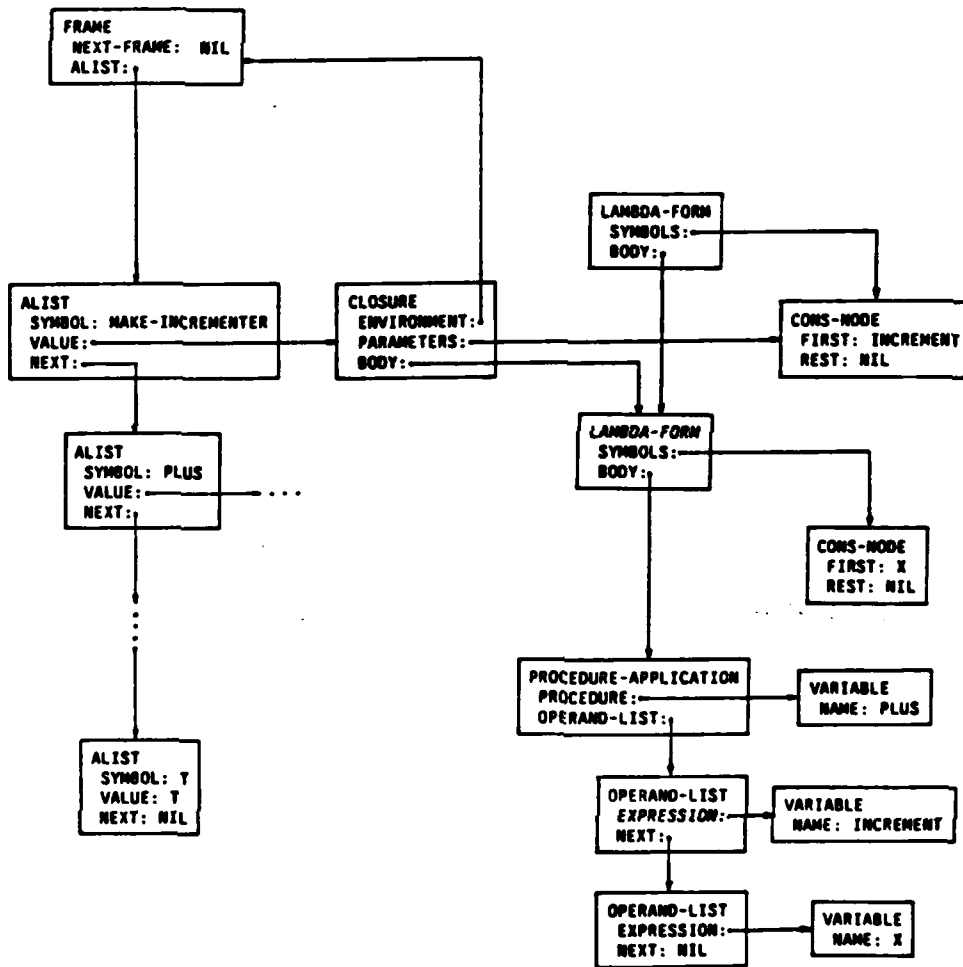 FRAME
NEXT-FRAME: NIL
ALIST:
LAMBDA-FORM
SYMBOLS:
BODY:
ALIST
SYMBOL: MAKE-INCREMENTER
VALUE:
NEXT:
CLOSURE
ENVIRONMENT:
PARAMETERS:
BODY:
CONS-NODE
FIRST: INCREMENT
REST: NIL
LAMBDA-FORM
SYMBOLS:
BODY:
ALIST
SYMBOL: PLUS
VALUE:
NEXT:
. . .
CONS-NODE
FIRST: X
REST: NIL
PROCEDURE-APPLICATION
PROCEDURE:
OPERAND-LIST:
VARIABLE
NAME: PLUS
ALIST
SYMBOL: T
VALUE: T
NEXT: NIL
OPERAND-LIST
EXPRESSION:
NEXT:
VARIABLE
NAME: INCREMENT
OPERAND-LIST
EXPRESSION:
NEXT: NIL
VARIABLE
NAME: X